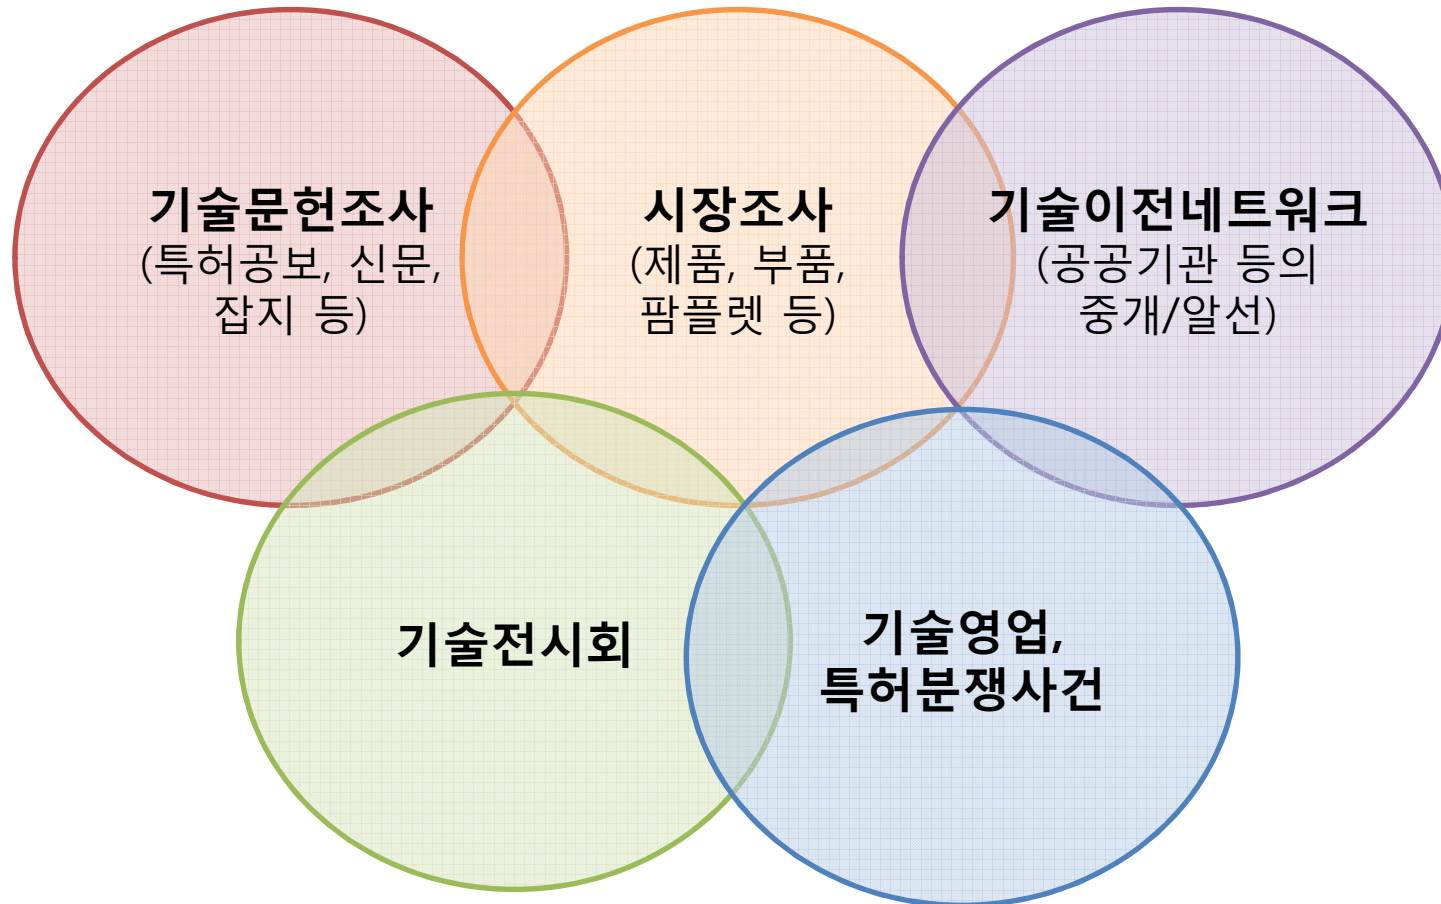 기술문헌조사
(특허공보, 신문,
잡지 등)
시장조사
(제품, 부품,
팜플렛 등)
기술이전네트워크
(공공기관 등의
중개/알선)
기술전시회
기술영업,
특허분쟁사건